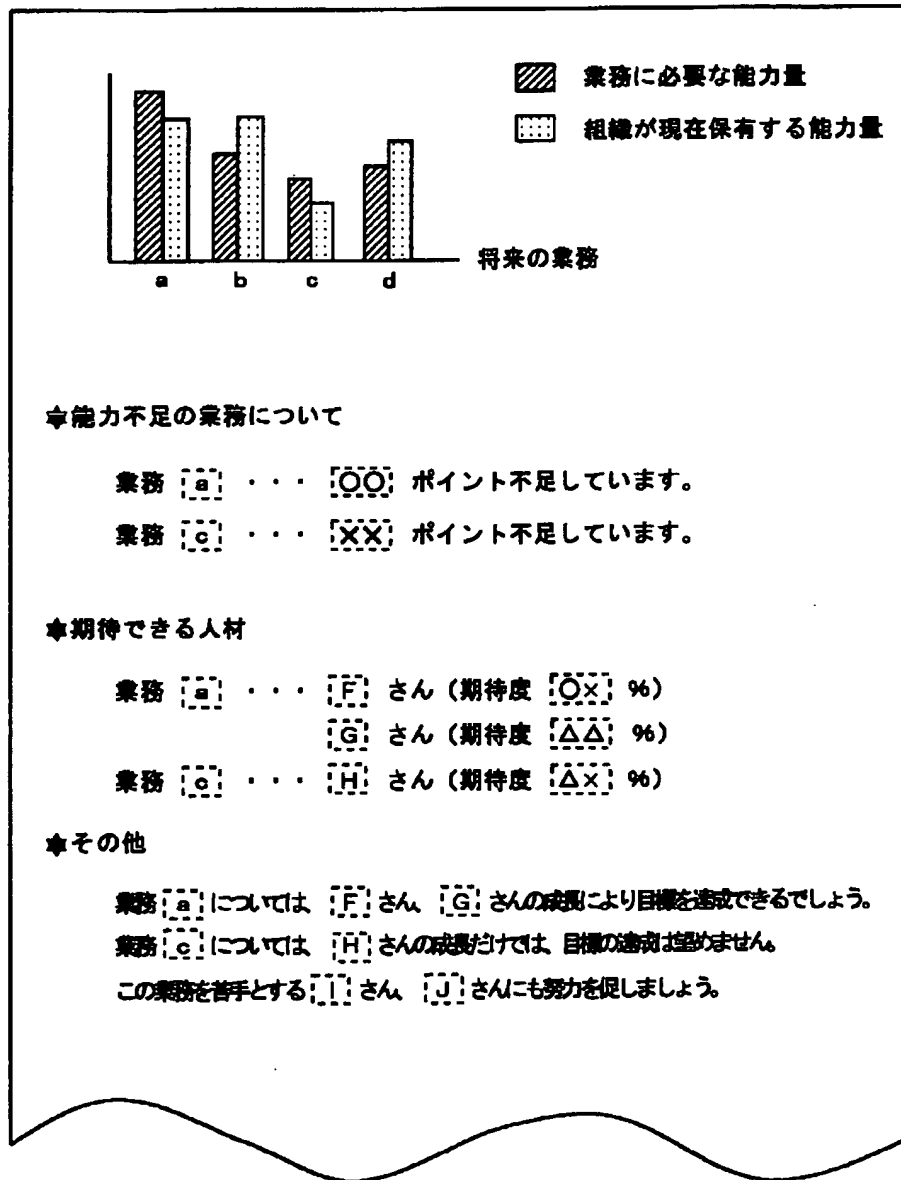 業務に必要な能力量
組織が現在保有する能力量
将来の業務
a b c d
*能力不足の業務について
業務 a ・・・ 〇〇 ポイント不足しています。
業務 c ・・・ ×× ポイント不足しています。
*期待できる人材
業務 a ・・・ F さん(期待度 〇× %)
G さん(期待度 △△ %)
業務 c ・・・ H さん(期待度 △× %)
*その他
業務 a については、 F さん、 G さんの成長により目標を達成できるでしょう。
業務 c については、 H さんの成長だけでは、目標の達成は望めません。
この業務を苦手とする I さん、 J さんにも努力を促しましょう。